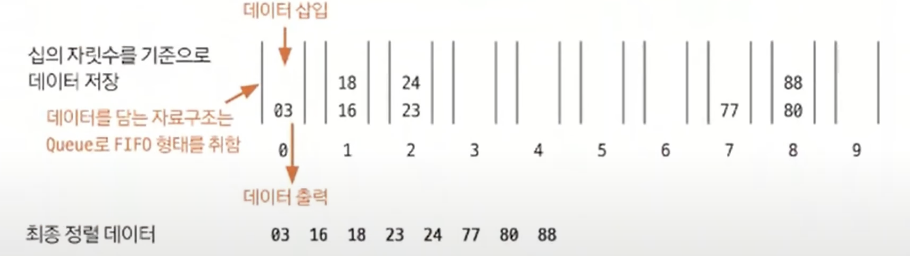 데이터 삽입
십의 자릿수를 기준으로
데이터 저장
데이터를 담는 자료구조는
Queue로 FIFO 형태를 취함
18 24 88
03 16 23 77 80
0 1 2 3 4 5 6 7 8 9
데이터 출력
최종 정렬 데이터 03 16 18 23 24 77 80 88